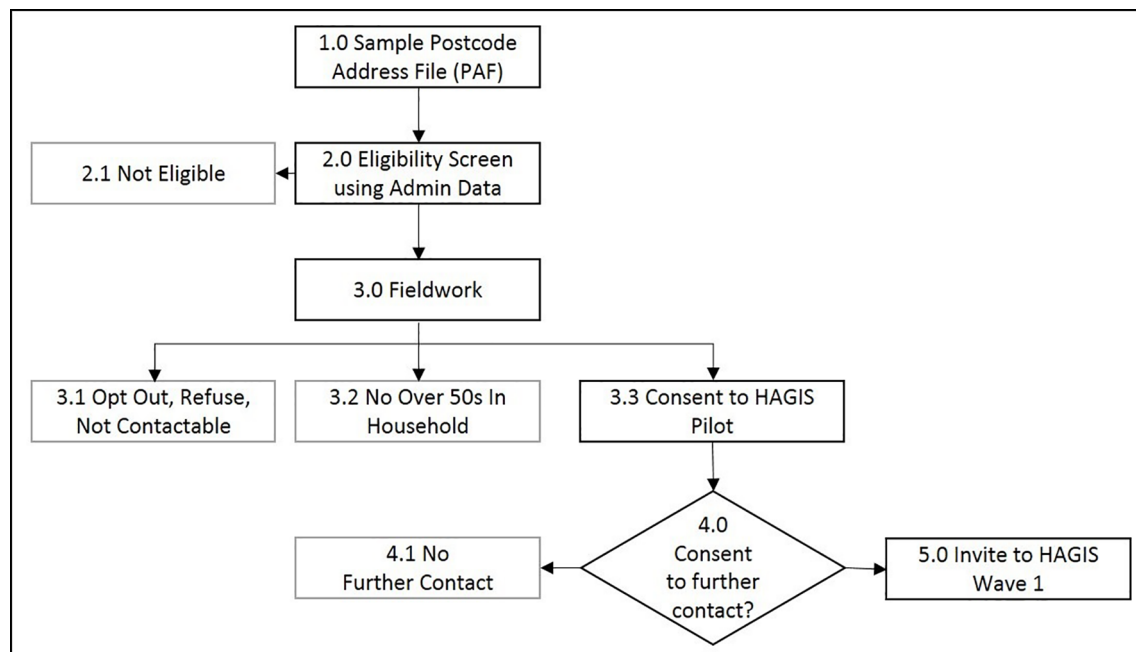 1.0 Sample Postcode
Address File (PAF)
2.1 Not Eligible
2.0 Eligibility Screen
using Admin Data
3.0 Fieldwork
3.1 Opt Out, Refuse,
Not Contactable
3.2 No Over 50s In
Household
3.3 Consent to HAGIS
Pilot
4.0
Consent
to further
contact?
4.1 No
Further Contact
5.0 Invite to HAGIS
Wave 1